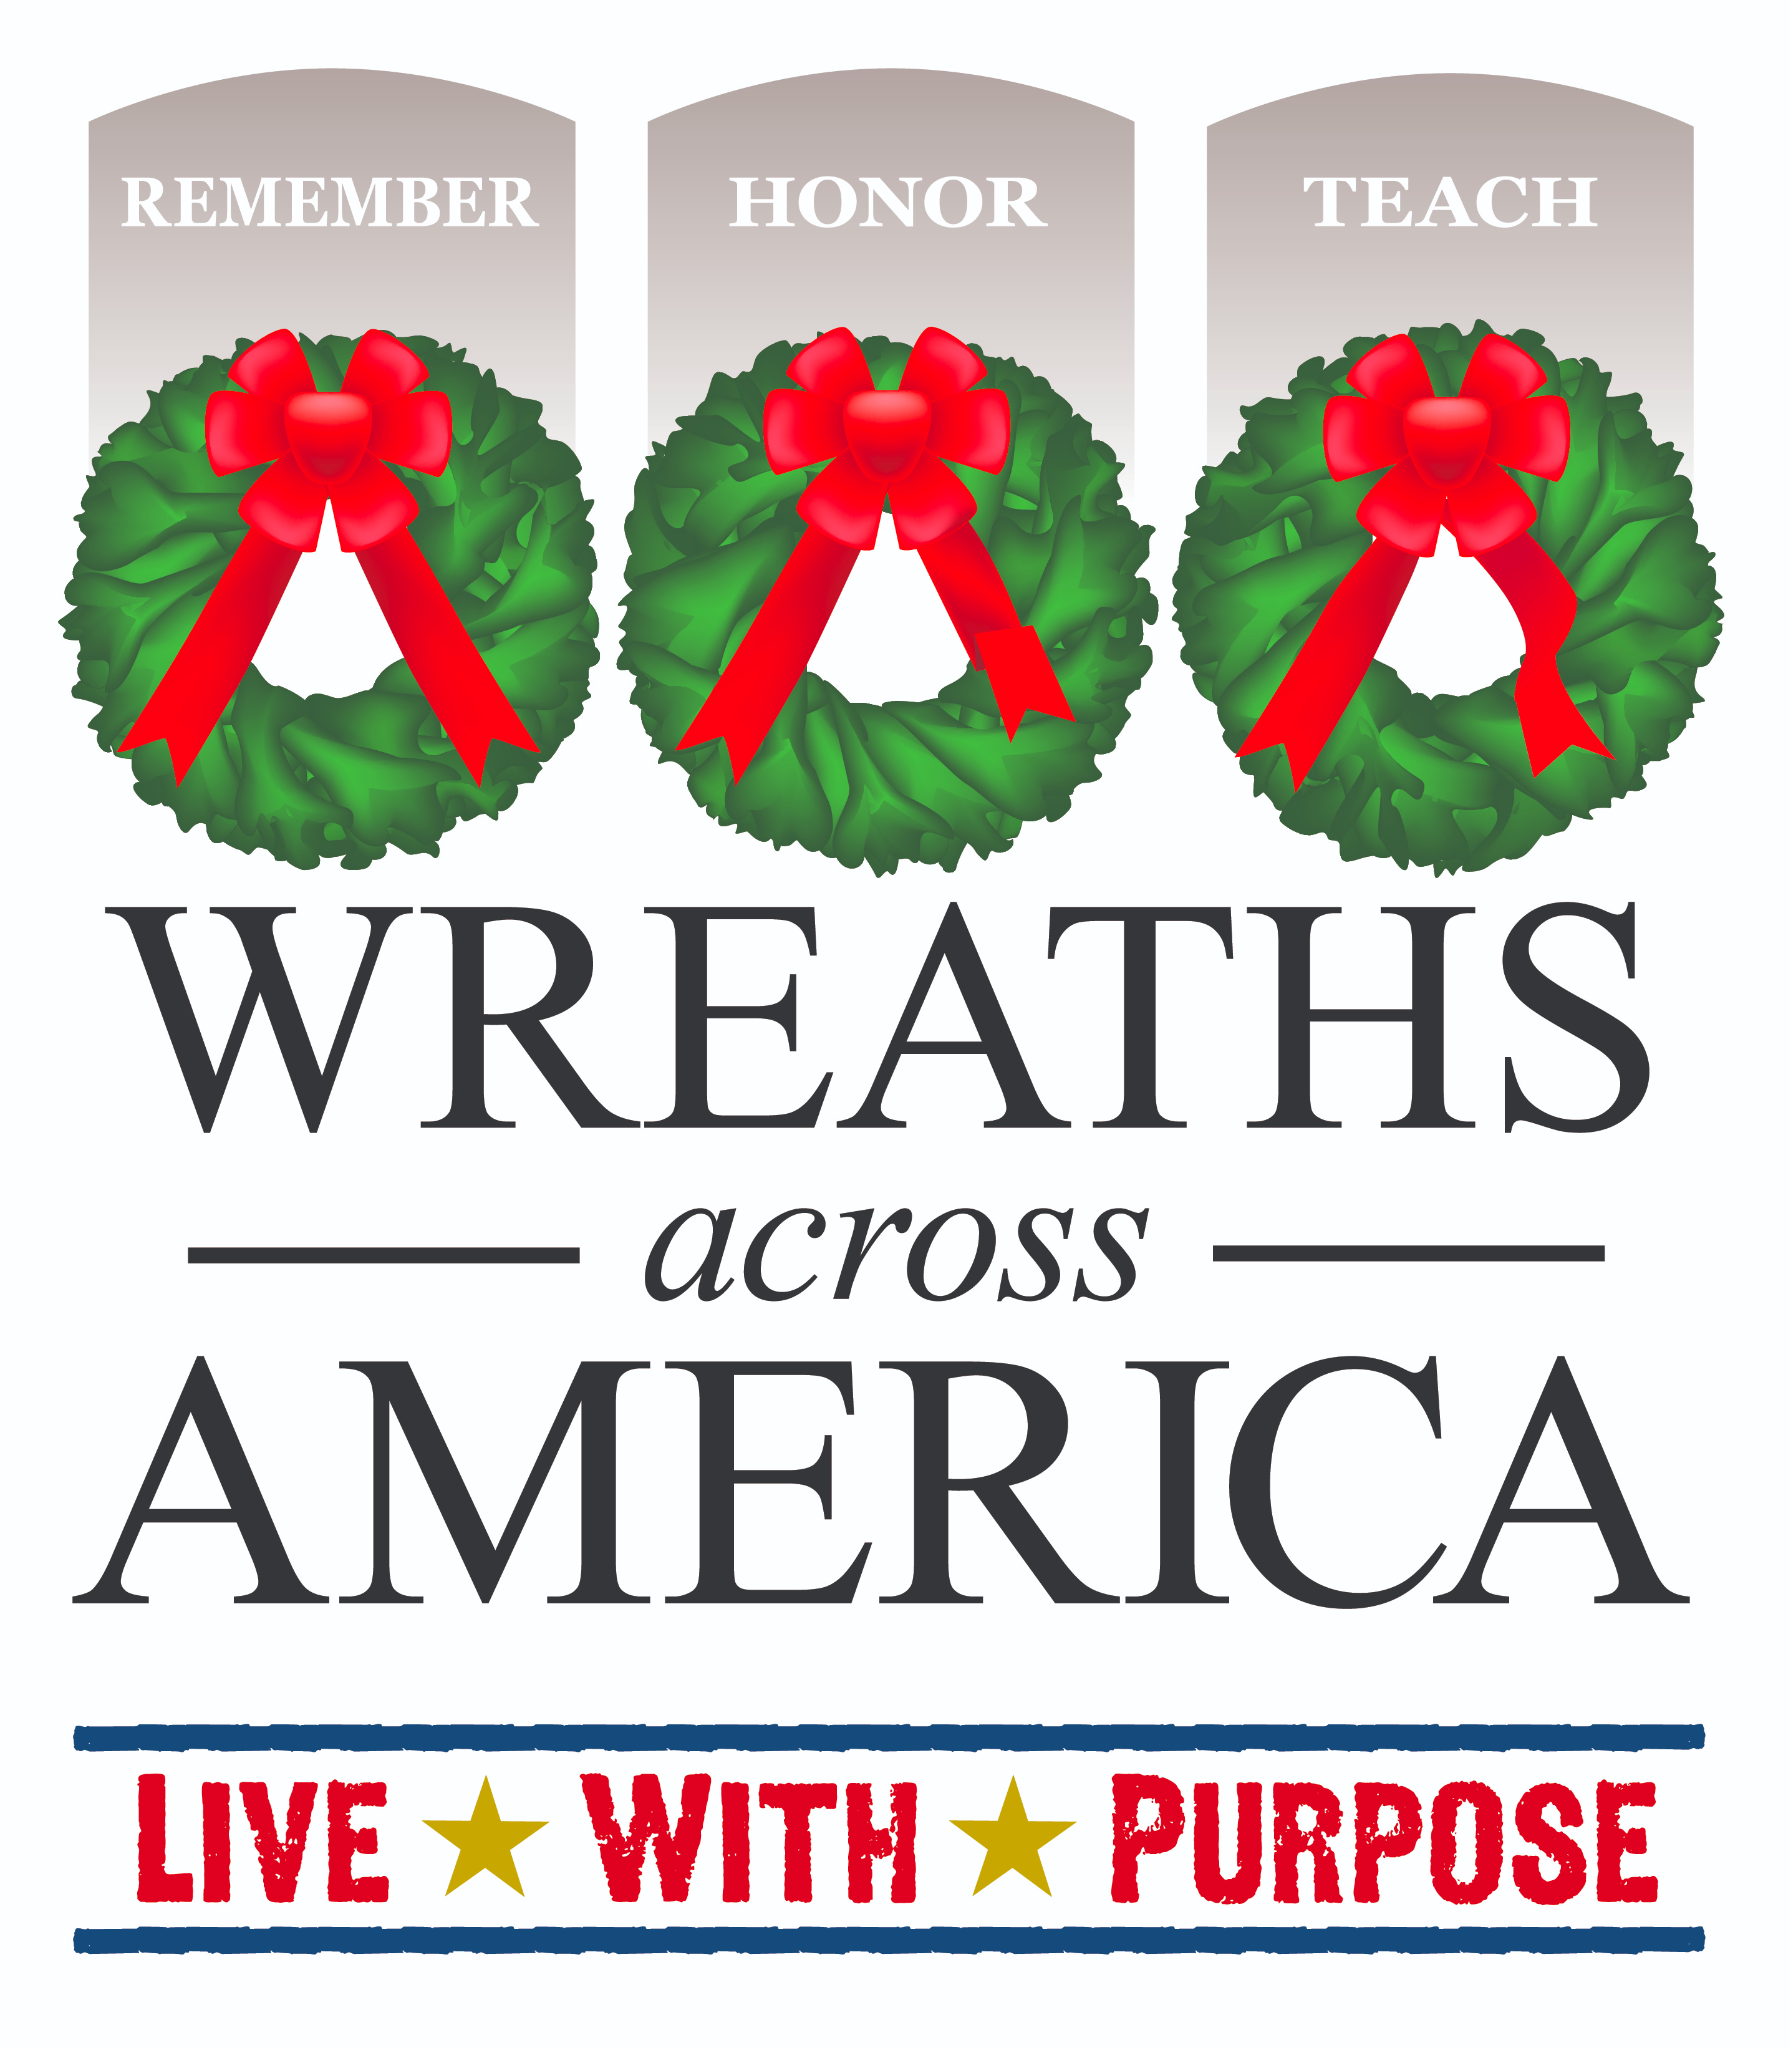 REMEMBER HONOR TEACH
WREATHS
across
AMERICA
LIVE WITH PURPOSE